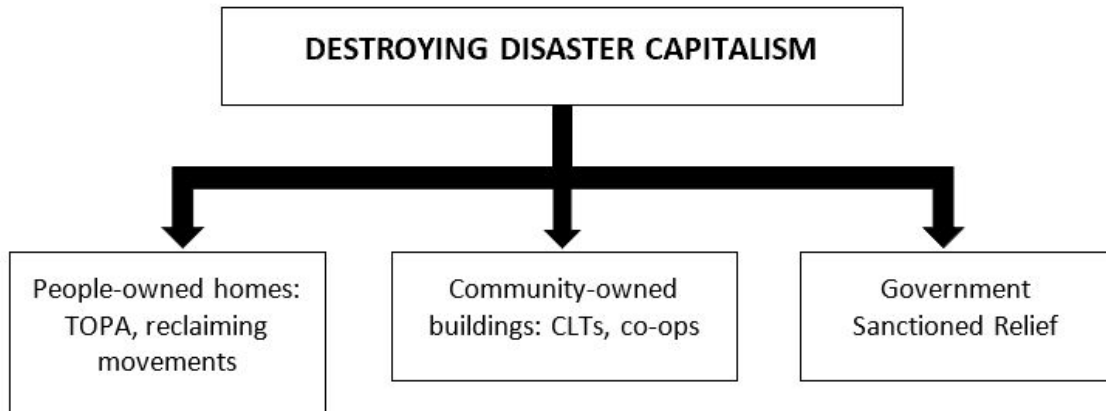 DESTROYING DISASTER CAPITALISM
People-owned homes:
TOPA, reclaiming
movements
Community-owned
buildings: CLTs, co-ops
Government
Sanctioned Relief